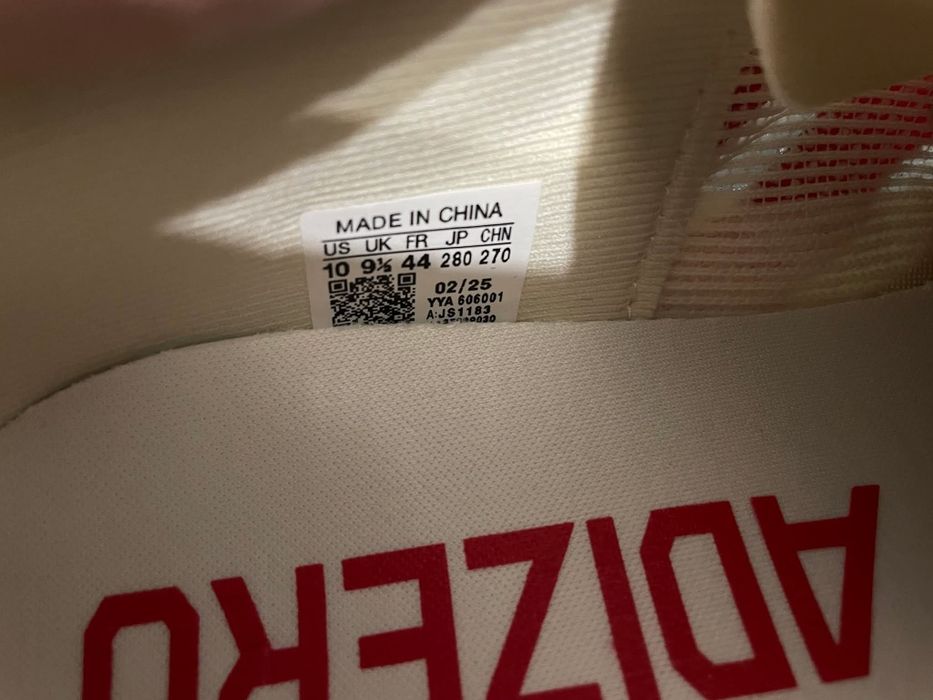 MADE IN CHINA
US UK FR JP CHN
10 9½ 44 280 270
02/25
YYA 606001
A:JS1183
ADIZERO